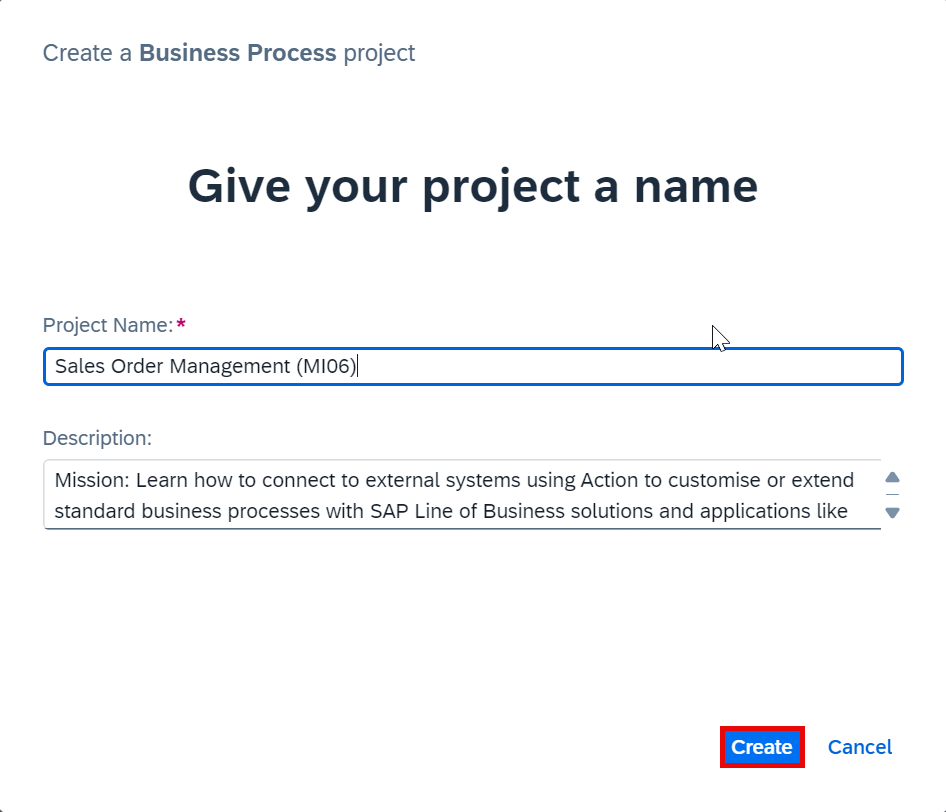 Create a Business Process project
Give your project a name
Project Name:*
Sales Order Management (MI06)
Description:
Mission: Learn how to connect to external systems using Action to customise or extend
standard business processes with SAP Line of Business solutions and applications like
Create Cancel